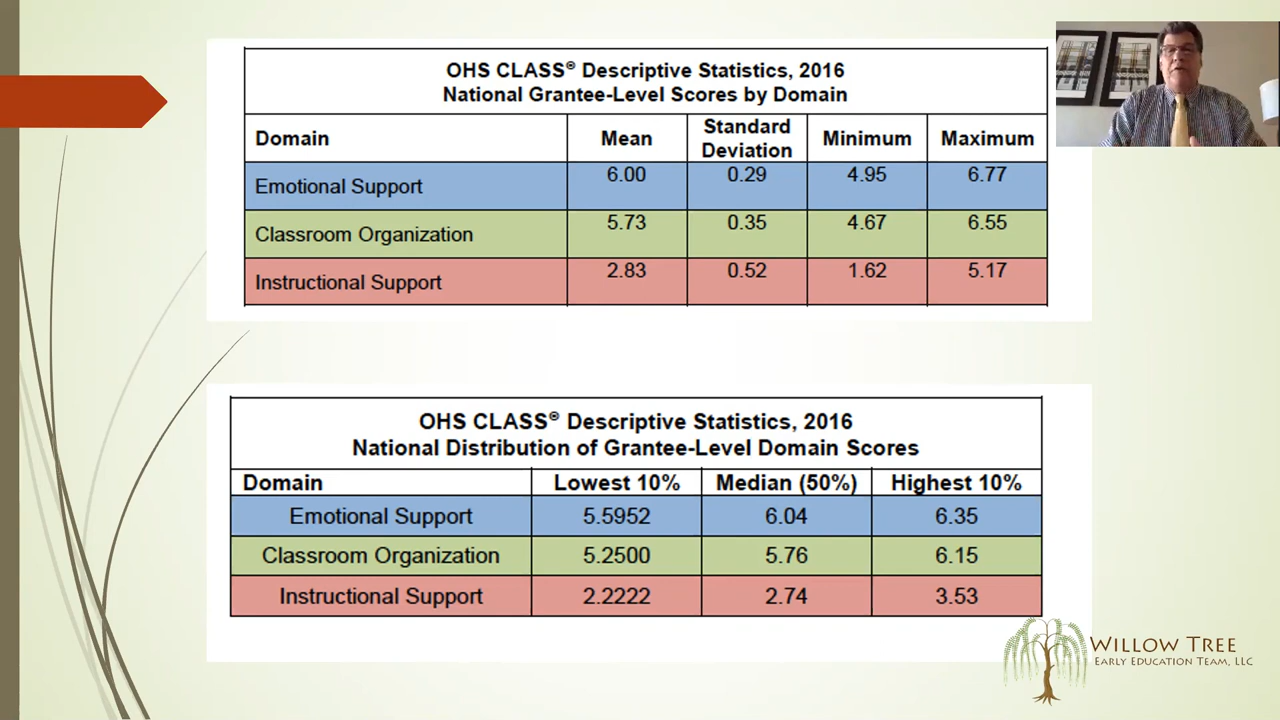 OHS CLASS® Descriptive Statistics, 2016
National Grantee-Level Scores by Domain
Domain Mean Standard Deviation Minimum Maximum
Emotional Support 6.00 0.29 4.95 6.77
Classroom Organization 5.73 0.35 4.67 6.55
Instructional Support 2.83 0.52 1.62 5.17
OHS CLASS® Descriptive Statistics, 2016
National Distribution of Grantee-Level Domain Scores
Domain Lowest 10% Median (50%) Highest 10%
Emotional Support 5.5952 6.04 6.35
Classroom Organization 5.2500 5.76 6.15
Instructional Support 2.2222 2.74 3.53
Willow Tree
Early Education Team, LLC